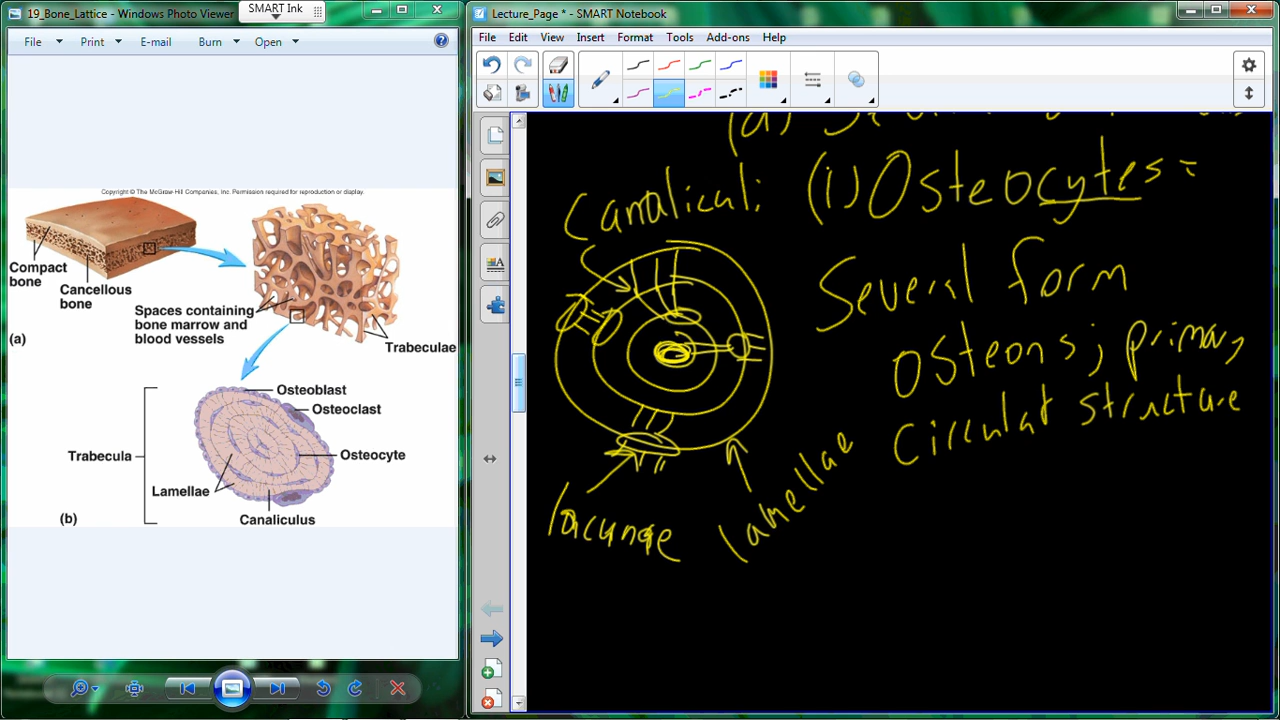 19_Bone_Lattice - Windows Photo Viewer
SMART Ink
File Print E-mail Burn Open
Copyright © The McGraw-Hill Companies, Inc. Permission required for reproduction or display.
Compact
bone
Cancellous
bone
Spaces containing
bone marrow and
blood vessels
Trabeculae
(a)
Osteoblast
Osteoclast
Osteocyte
Trabecula
Lamellae
Canaliculus
(b)
Lecture_Page * - SMART Notebook
File Edit View Insert Format Tools Add-ons Help
(a)
Canaliculi
(i) Osteocytes =
Several form
osteons; primary
circular structure
lacunae
lamellae